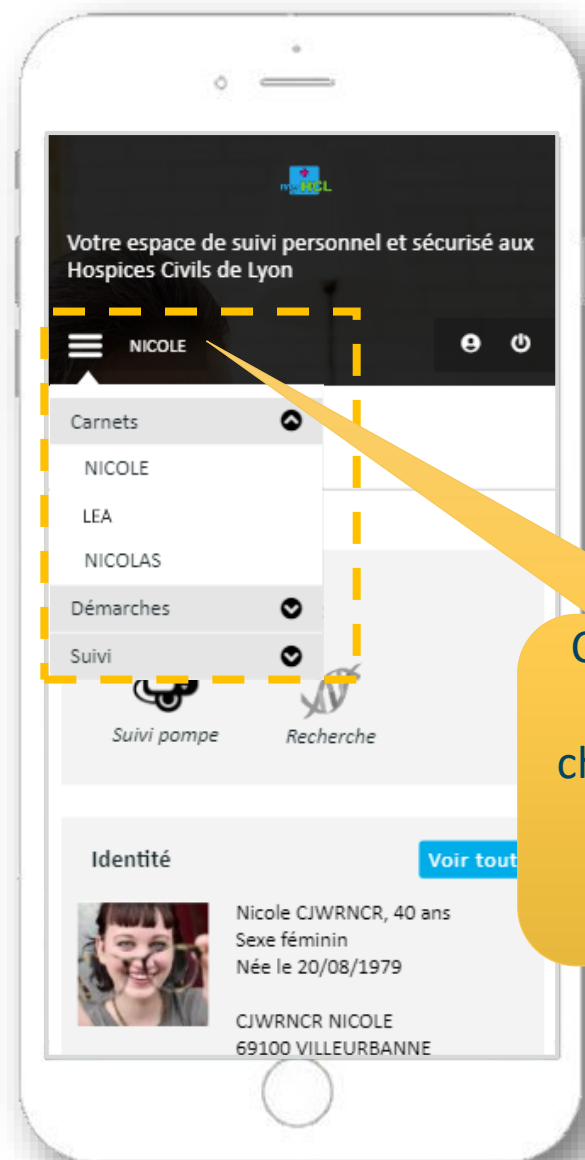 myHCL
Votre espace de suivi personnel et sécurisé aux
Hospices Civils de Lyon
NICOLE
Carnets
NICOLE
LEA
NICOLAS
Démarches
Suivi
Suivi pompe
Recherche
Identité
Voir tout
Nicole CJWRNCR, 40 ans
Sexe féminin
Née le 20/08/1979
CJWRNCR NICOLE
69100 VILLEURBANNE